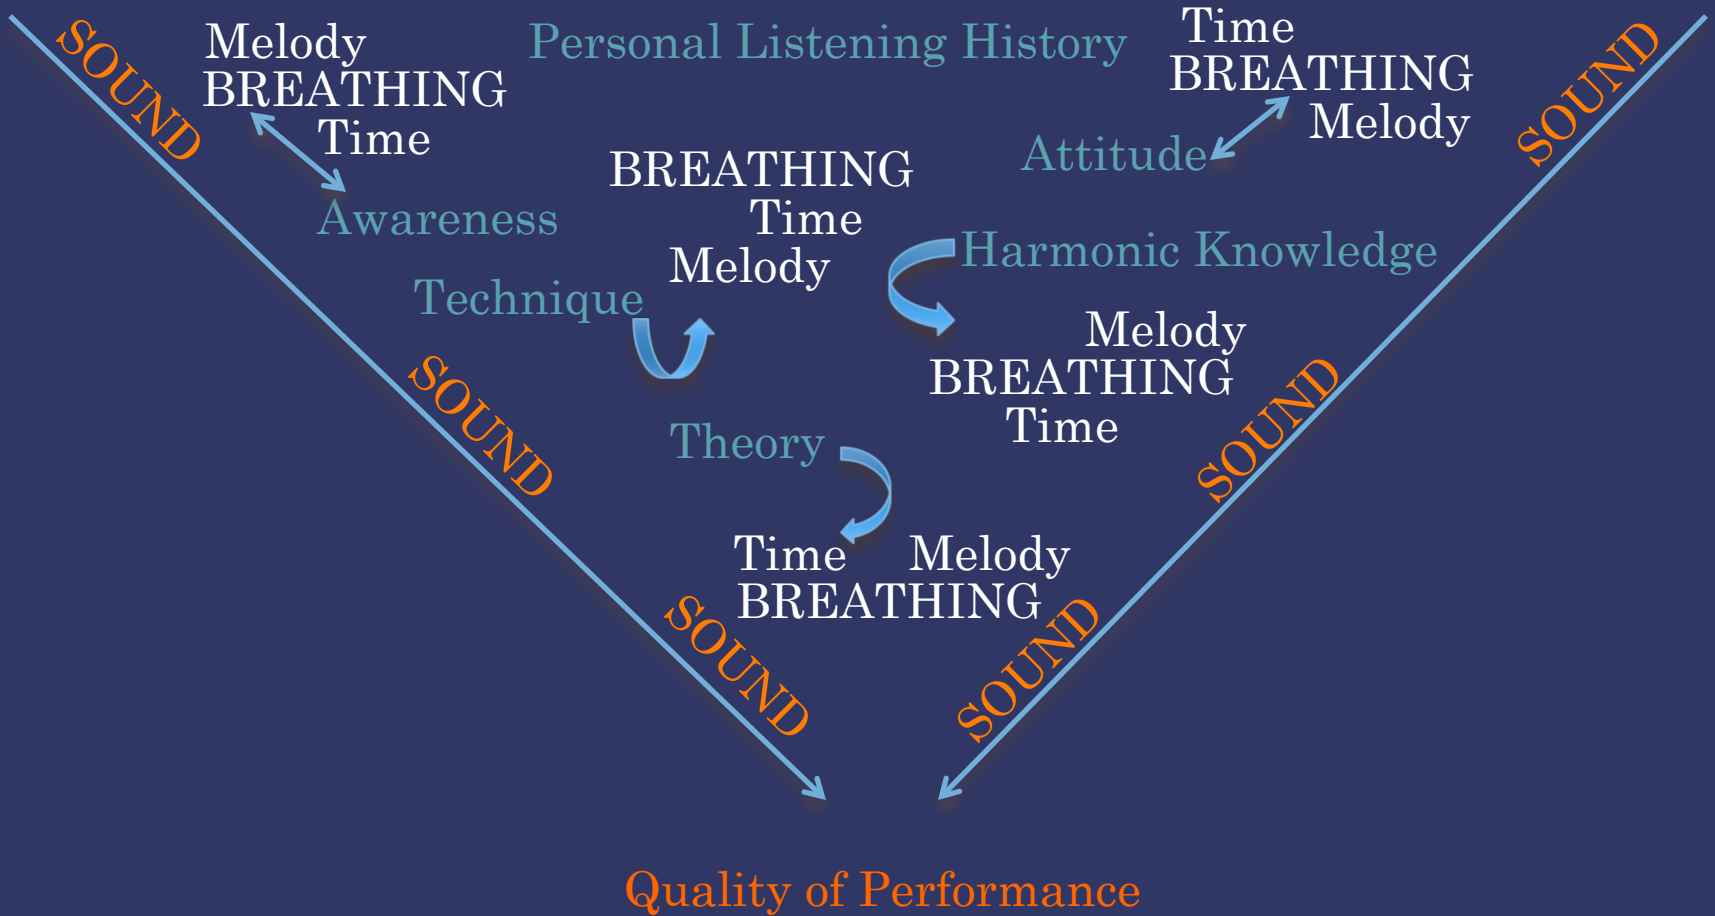 SOUND
Melody
BREATHING
Time
Personal Listening History
Time
BREATHING
Melody
SOUND
Attitude
Awareness
BREATHING
Time
Melody
Harmonic Knowledge
Technique
Melody
BREATHING
Time
SOUND
SOUND
Theory
Time Melody
BREATHING
SOUND
SOUND
Quality of Performance